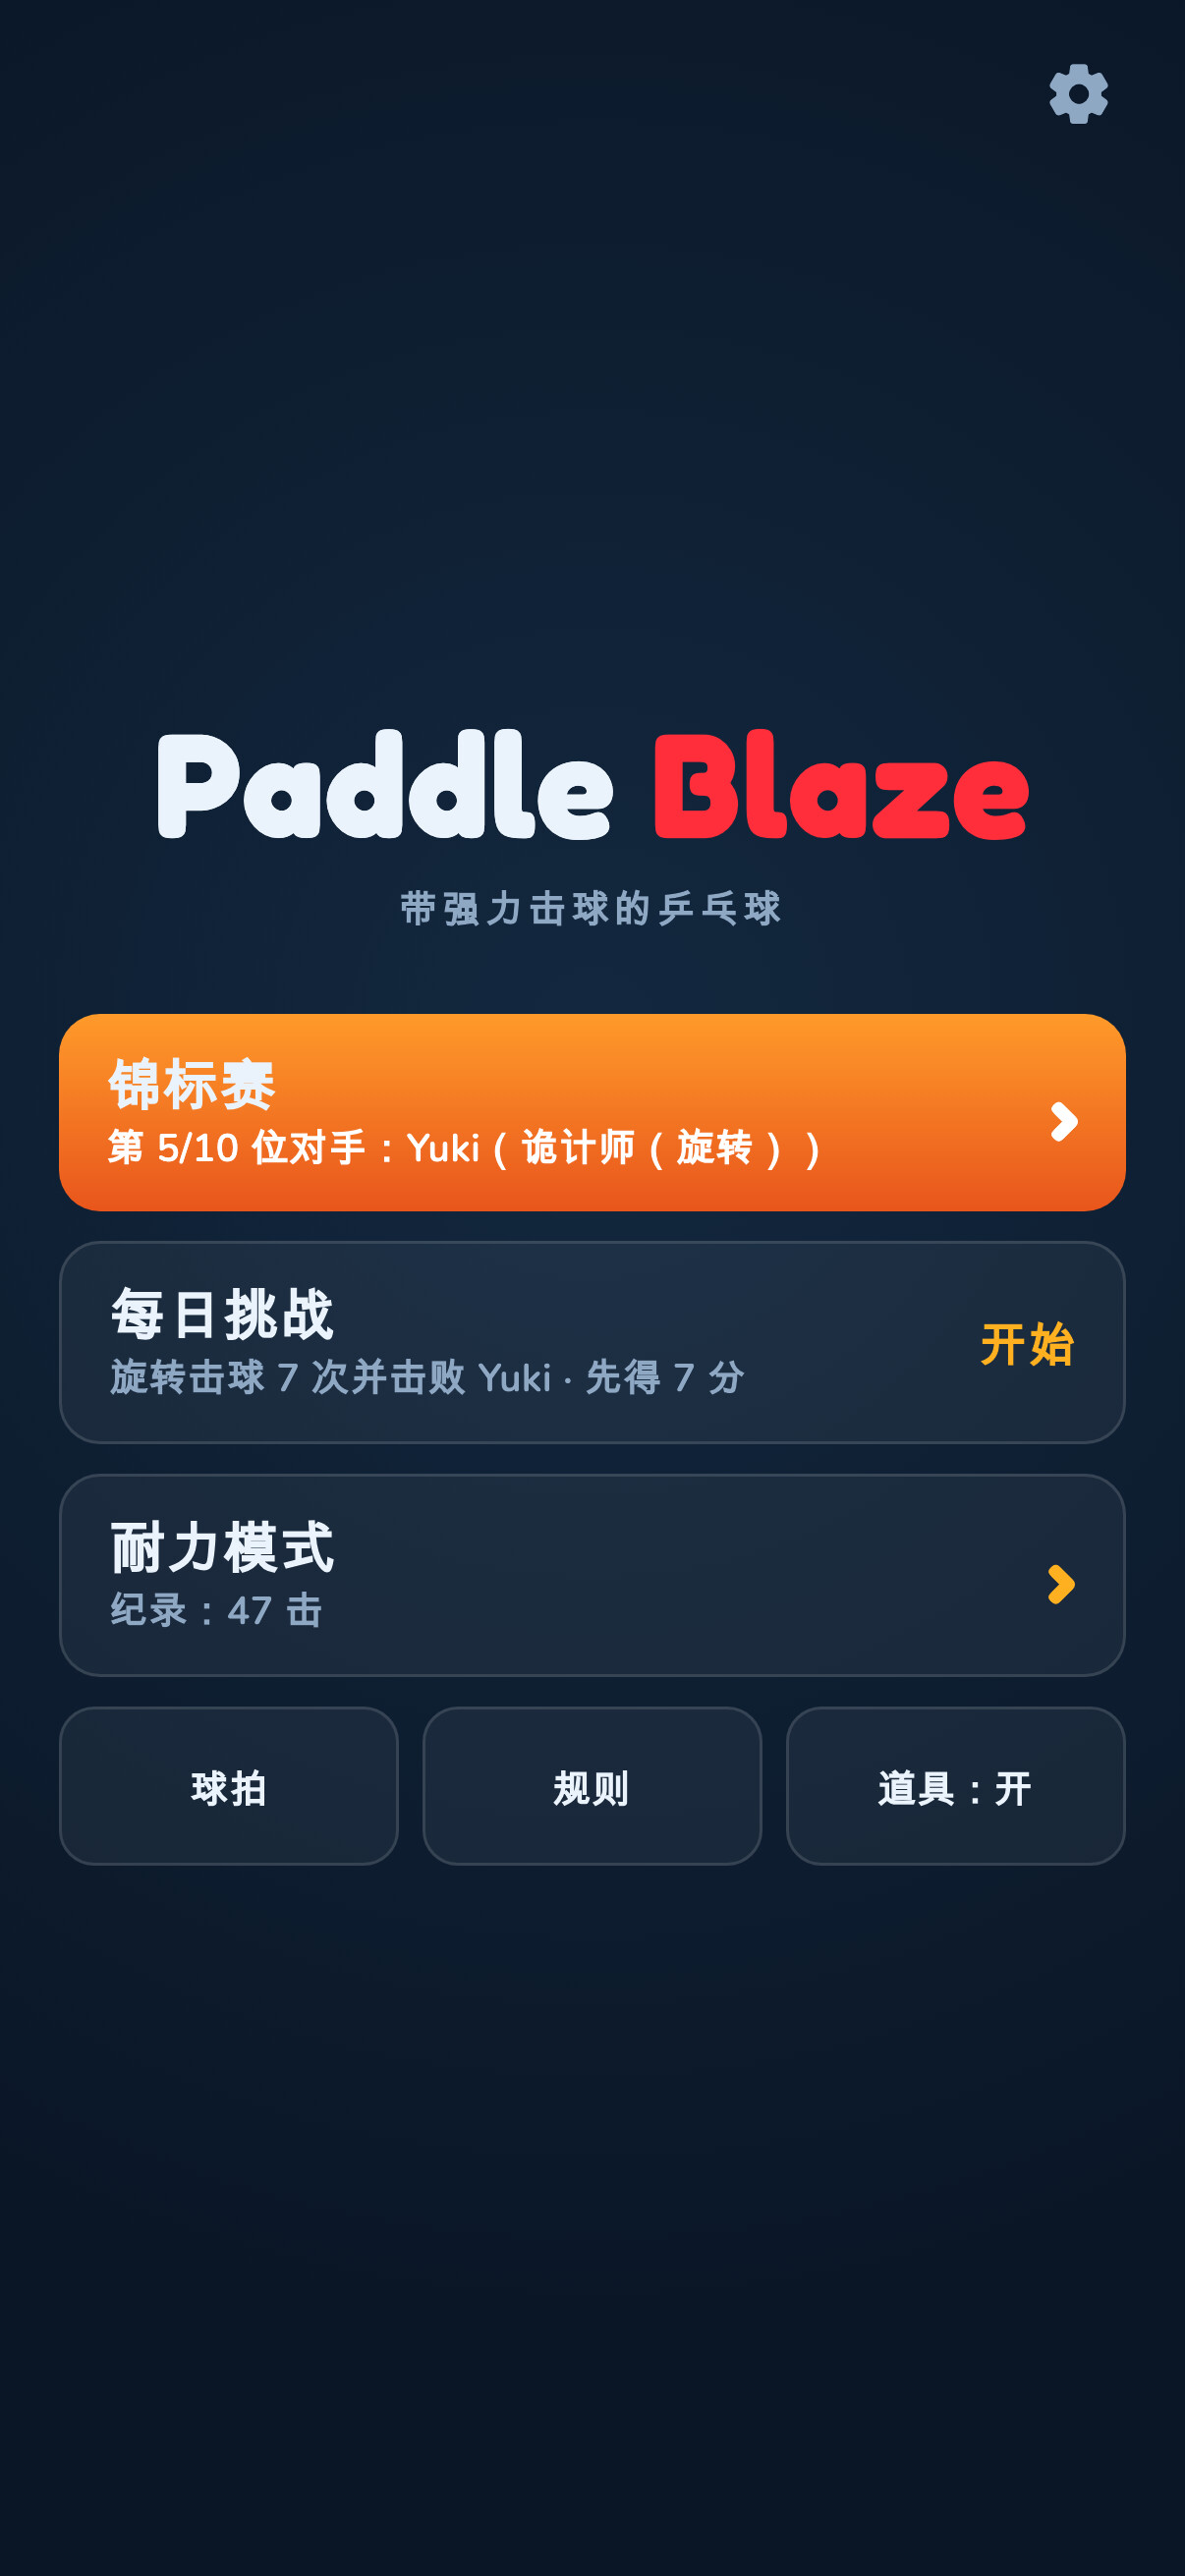 Paddle Blaze
带强力击球的乒乓球
锦标赛
第 5/10 位对手：Yuki（诡计师（旋转））
每日挑战
旋转击球 7 次并击败 Yuki · 先得 7 分
开始
耐力模式
纪录：47 击
球拍
规则
道具：开